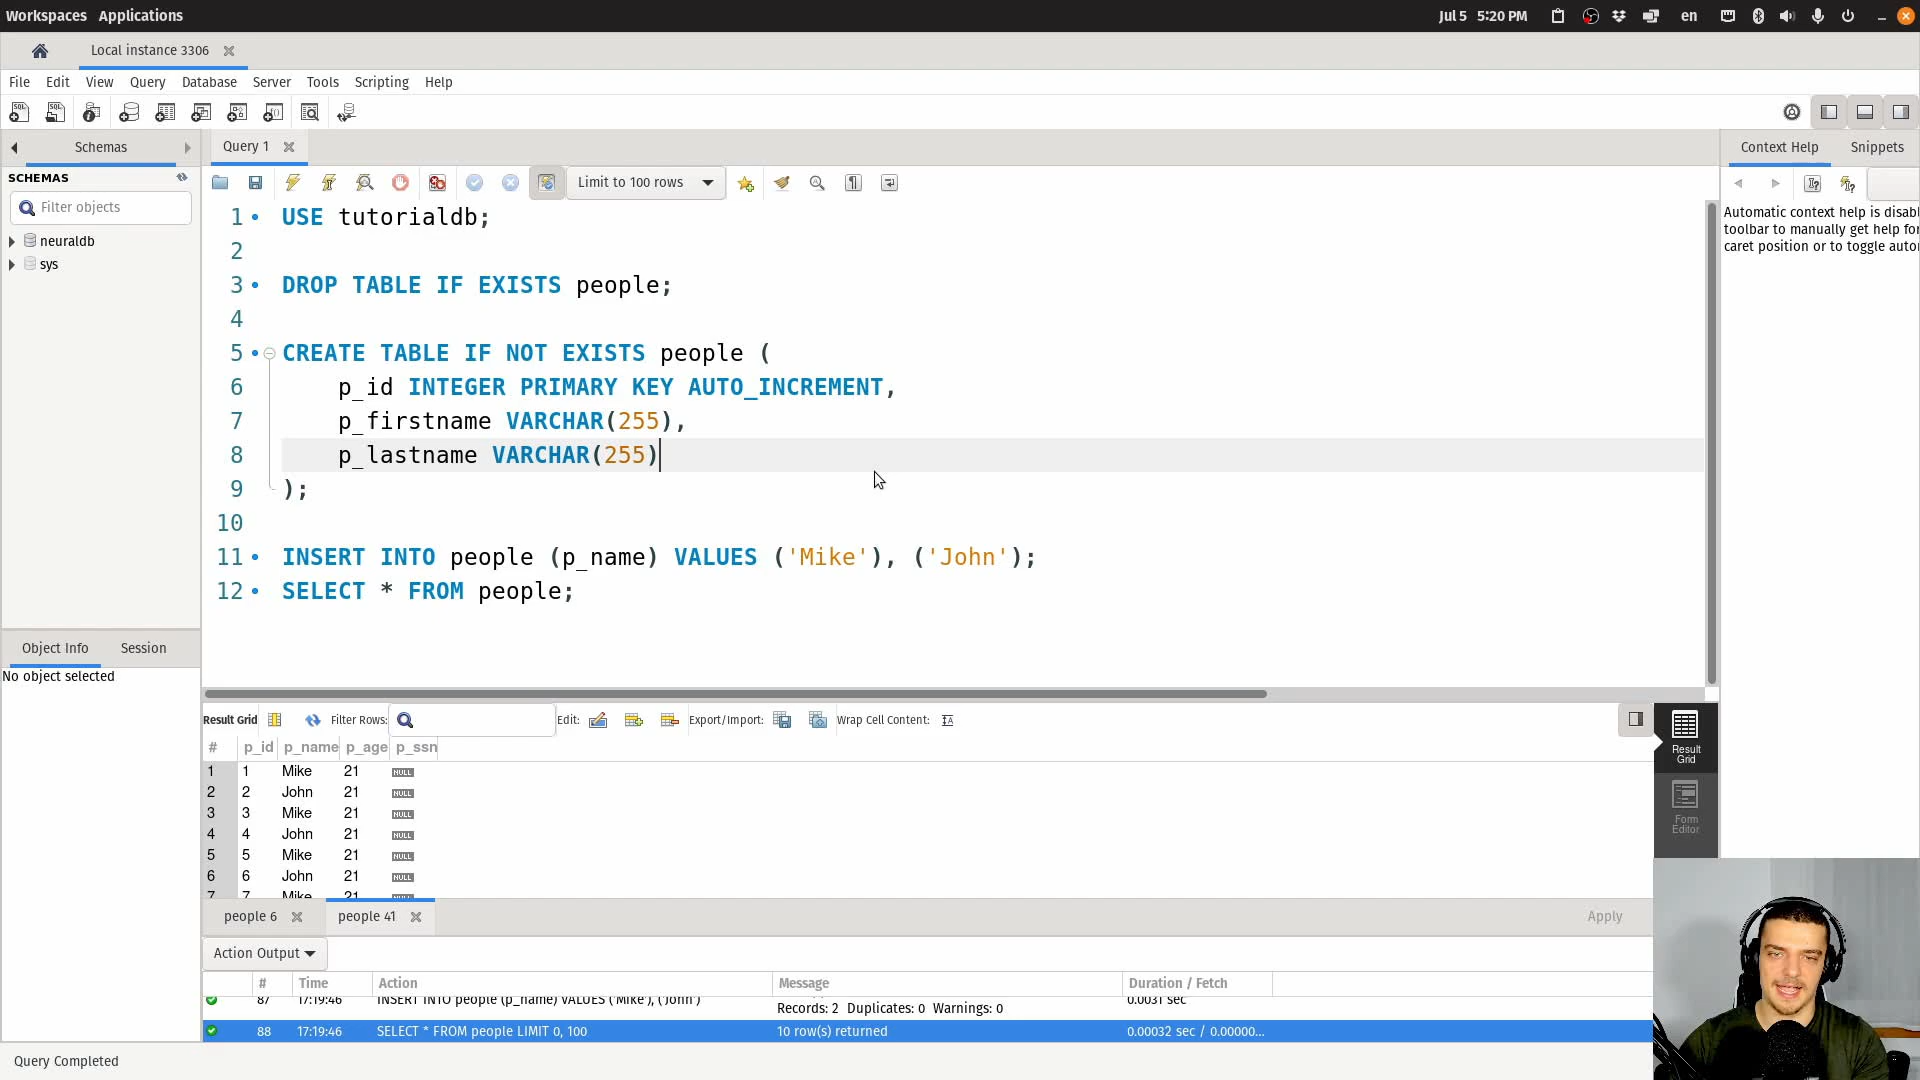 Workspaces Applications
Jul 5 5:20 PM
en
Local instance 3306
File Edit View Query Database Server Tools Scripting Help
Schemas
Query 1
Context Help Snippets
SCHEMAS
Limit to 100 rows
Filter objects
neuraldb
sys
Automatic context help is disab
toolbar to manually get help for
caret position or to toggle auto
1 USE tutorialdb;
2
3 DROP TABLE IF EXISTS people;
4
5 CREATE TABLE IF NOT EXISTS people (
6 p_id INTEGER PRIMARY KEY AUTO_INCREMENT,
7 p_firstname VARCHAR(255),
8 p_lastname VARCHAR(255)
9 );
10
11 INSERT INTO people (p_name) VALUES ('Mike'), ('John');
12 SELECT * FROM people;
Object Info Session
No object selected
Result Grid Filter Rows: Edit: Export/Import: Wrap Cell Content:
# p_id p_name p_age p_ssn
1 1 Mike 21 NULL
2 2 John 21 NULL
3 3 Mike 21 NULL
4 4 John 21 NULL
5 5 Mike 21 NULL
6 6 John 21 NULL
7 7 Mike 21 NULL
Result
Grid
Form
Editor
people 6 people 41
Apply
Action Output
# Time Action Message Duration / Fetch
87 17:19:46 INSERT INTO people (p_name) VALUES ('Mike'), ('John') 0.0031 sec
Records: 2 Duplicates: 0 Warnings: 0
88 17:19:46 SELECT * FROM people LIMIT 0, 100 10 row(s) returned 0.00032 sec / 0.00000...
Query Completed